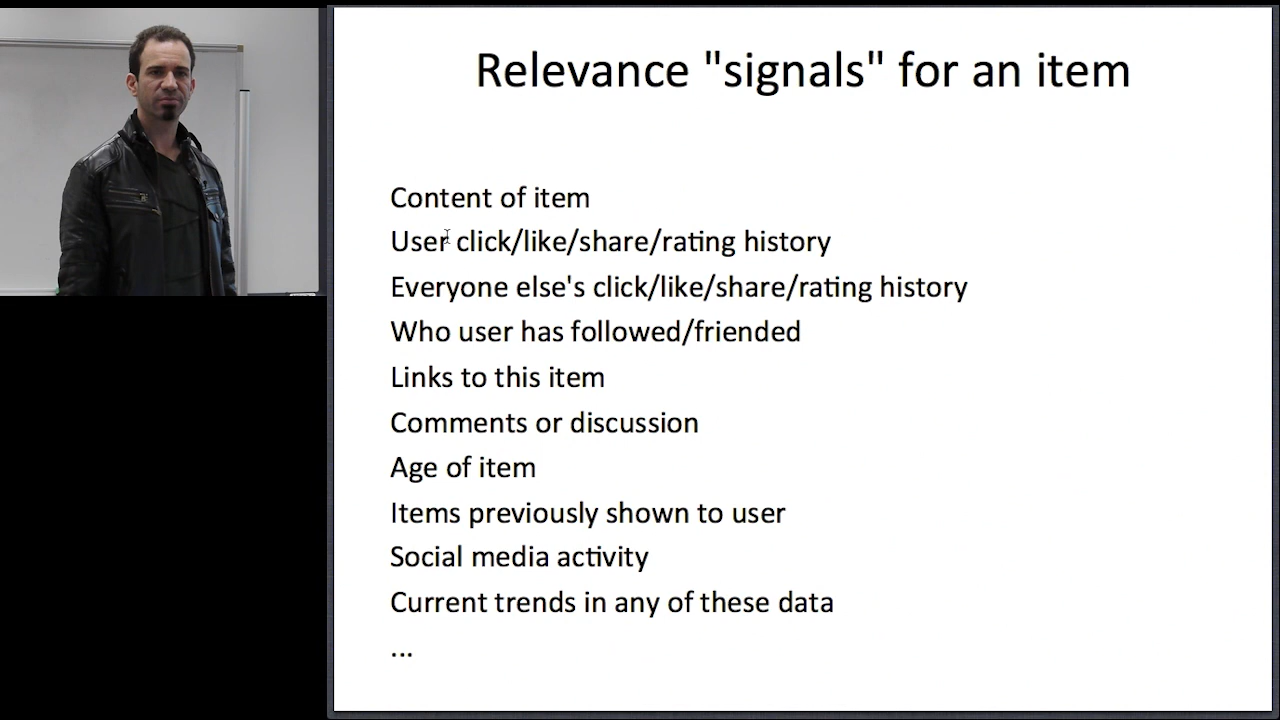 Relevance "signals" for an item
Content of item
User click/like/share/rating history
Everyone else's click/like/share/rating history
Who user has followed/friended
Links to this item
Comments or discussion
Age of item
Items previously shown to user
Social media activity
Current trends in any of these data
...